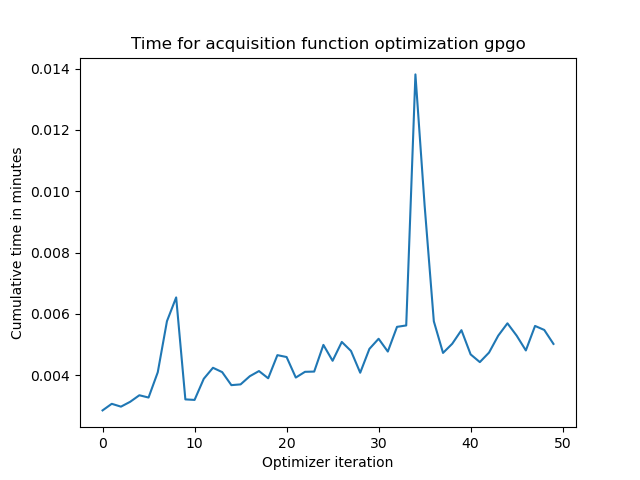 Time for acquisition function optimization gpgo
0.014
0.012
0.010
0.008
0.006
0.004
Cumulative time in minutes
0 10 20 30 40 50
Optimizer iteration